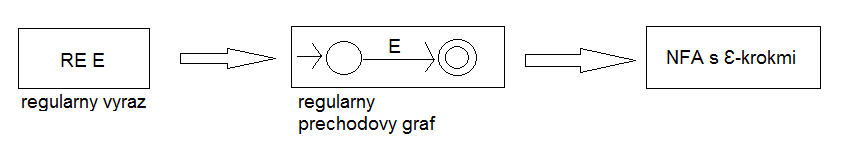 RE E
regularny vyraz
E
regularny
prechodovy graf
NFA s Ɛ-krokmi